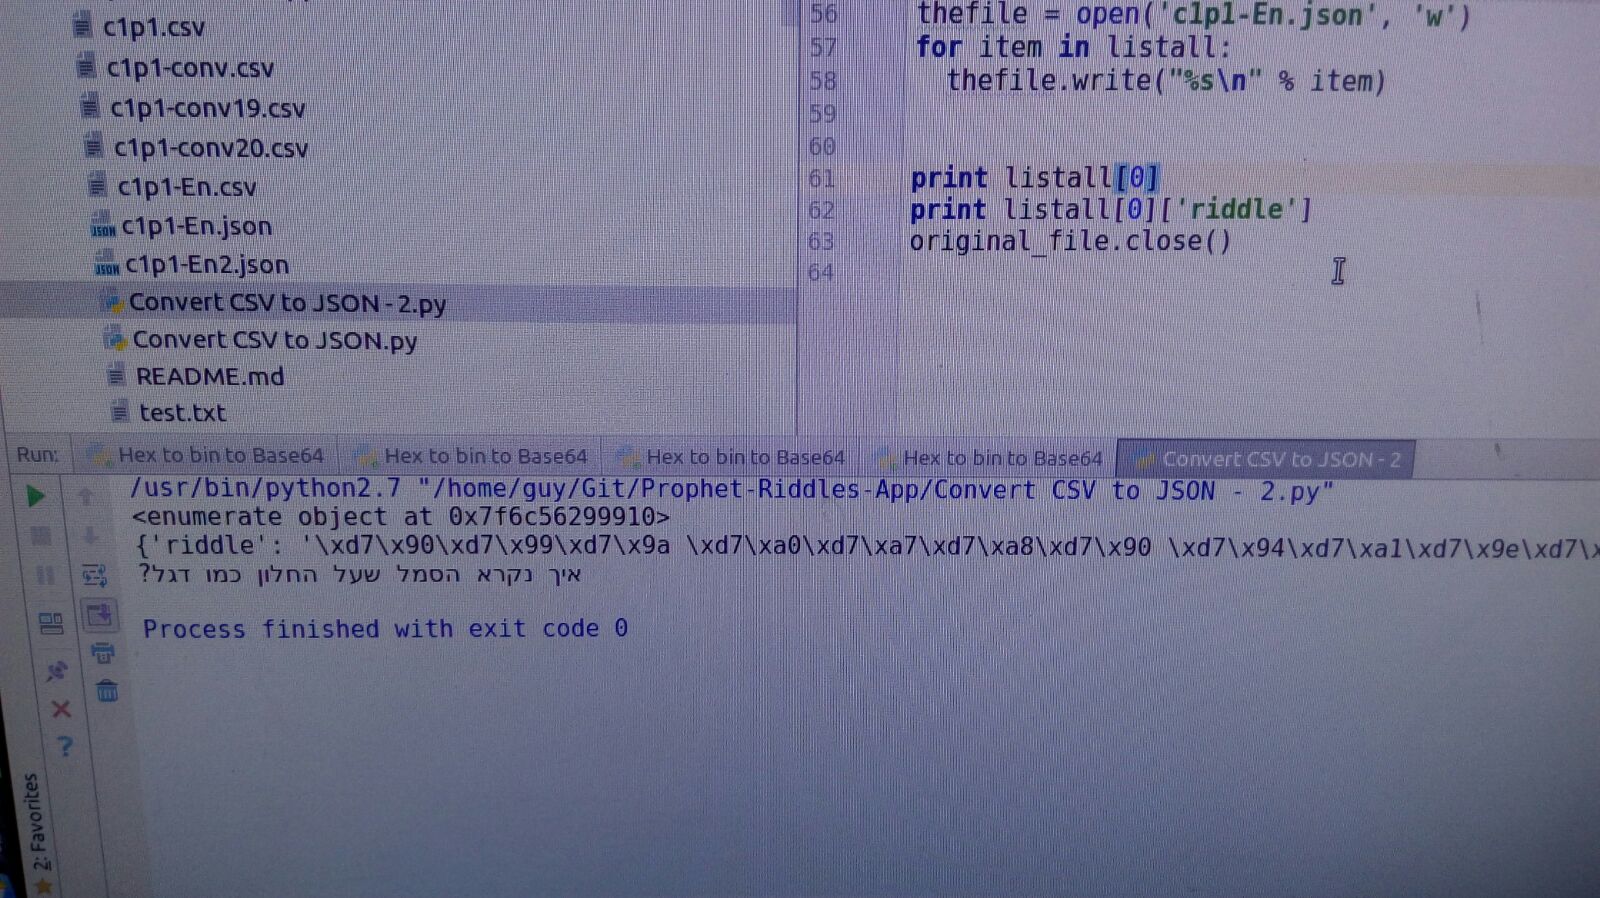 c1p1.csv
c1p1-conv.csv
c1p1-conv19.csv
c1p1-conv20.csv
c1p1-En.csv
c1p1-En.json
c1p1-En2.json
Convert CSV to JSON - 2.py
Convert CSV to JSON.py
README.md
test.txt
56 thefile = open('c1p1-En.json', 'w')
57 for item in listall:
58 thefile.write("%s\n" % item)
59
60
61 print listall[0]
62 print listall[0]['riddle']
63 original_file.close()
64
Run: Hex to bin to Base64 Hex to bin to Base64 Hex to bin to Base64 Hex to bin to Base64 Convert CSV to JSON - 2
/usr/bin/python2.7 "/home/guy/Git/Prophet-Riddles-App/Convert CSV to JSON - 2.py"
<enumerate object at 0x7f6c56299910>
{'riddle': '\xd7\x90\xd7\x99\xd7\x9a \xd7\xa0\xd7\xa7\xd7\xa8\xd7\x90 \xd7\x94\xd7\xa1\xd7\x9e\xd7\x
איך נקרא הסמל שעל החלון כמו דגל?
Process finished with exit code 0
2: Favorites